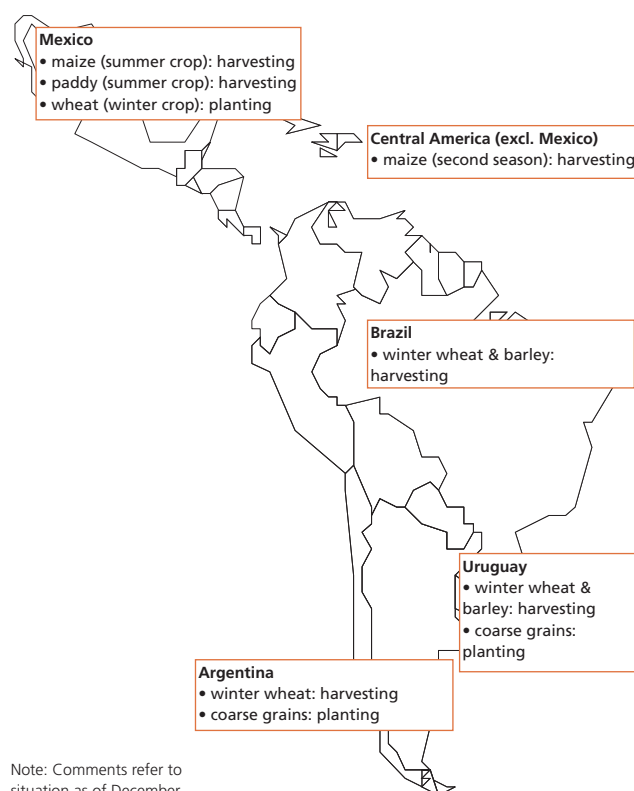 Mexico
• maize (summer crop): harvesting
• paddy (summer crop): harvesting
• wheat (winter crop): planting
Central America (excl. Mexico)
• maize (second season): harvesting
Brazil
• winter wheat & barley:
harvesting
Uruguay
• winter wheat &
barley: harvesting
• coarse grains:
planting
Argentina
• winter wheat: harvesting
• coarse grains: planting
Note: Comments refer to
situation as of December